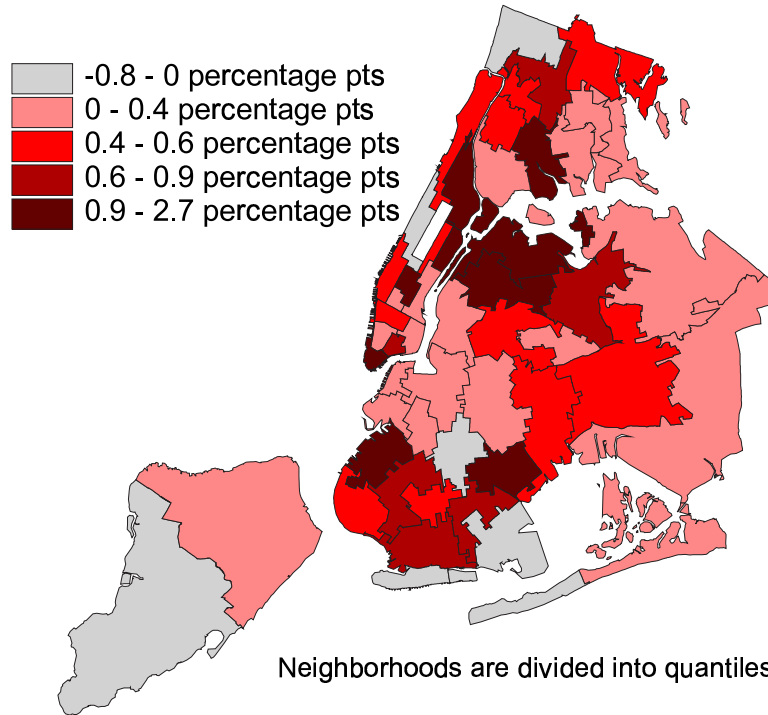 -0.8 - 0 percentage pts
0 - 0.4 percentage pts
0.4 - 0.6 percentage pts
0.6 - 0.9 percentage pts
0.9 - 2.7 percentage pts
Neighborhoods are divided into quantiles